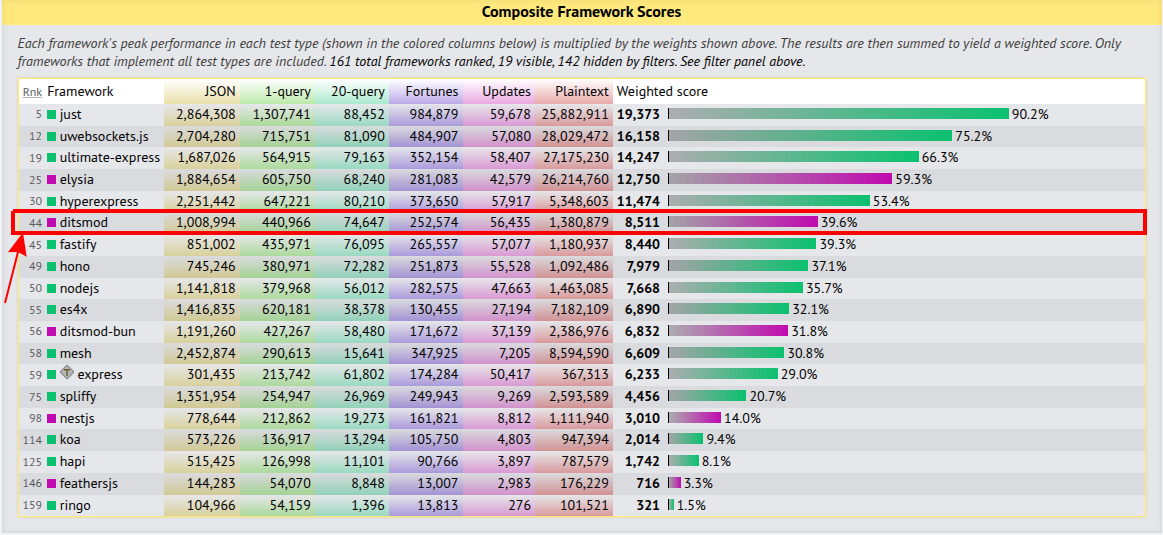 Composite Framework Scores
Each framework's peak performance in each test type (shown in the colored columns below) is multiplied by the weights shown above. The results are then summed to yield a weighted score. Only
frameworks that implement all test types are included. 161 total frameworks ranked, 19 visible, 142 hidden by filters. See filter panel above.
Rnk Framework JSON 1-query 20-query Fortunes Updates Plaintext Weighted score
5 just 2,864,308 1,307,741 88,452 984,879 59,678 25,882,911 19,373 90.2%
12 uwebsockets.js 2,704,280 715,751 81,090 484,907 57,080 28,029,472 16,158 75.2%
19 ultimate-express 1,687,026 564,915 79,163 352,154 58,407 27,175,230 14,247 66.3%
25 elysia 1,884,654 605,750 68,240 281,083 42,579 26,214,760 12,750 59.3%
30 hyperexpress 2,251,442 647,221 80,210 373,650 57,917 5,348,603 11,474 53.4%
44 ditsmod 1,008,994 440,966 74,647 252,574 56,435 1,380,879 8,511 39.6%
45 fastify 851,002 435,971 76,095 265,557 57,077 1,180,937 8,440 39.3%
49 hono 745,246 380,971 72,282 251,873 55,528 1,092,486 7,979 37.1%
50 nodejs 1,141,818 379,968 56,012 282,575 47,663 1,463,085 7,668 35.7%
55 es4x 1,416,835 620,181 38,378 130,455 27,194 7,182,109 6,890 32.1%
56 ditsmod-bun 1,191,260 427,267 58,480 171,672 37,139 2,386,976 6,832 31.8%
58 mesh 2,452,874 290,613 15,641 347,925 7,205 8,594,590 6,609 30.8%
59 T express 301,435 213,742 61,802 174,284 50,417 367,313 6,233 29.0%
75 spliffy 1,351,954 254,947 26,969 249,943 9,269 2,593,589 4,456 20.7%
98 nestjs 778,644 212,862 19,273 161,821 8,812 1,111,940 3,010 14.0%
114 koa 573,226 136,917 13,294 105,750 4,803 947,394 2,014 9.4%
125 hapi 515,425 126,998 11,101 90,766 3,897 787,579 1,742 8.1%
146 feathersjs 144,283 54,070 8,848 13,007 2,983 176,229 716 3.3%
159 ringo 104,966 54,159 1,396 13,813 276 101,521 321 1.5%